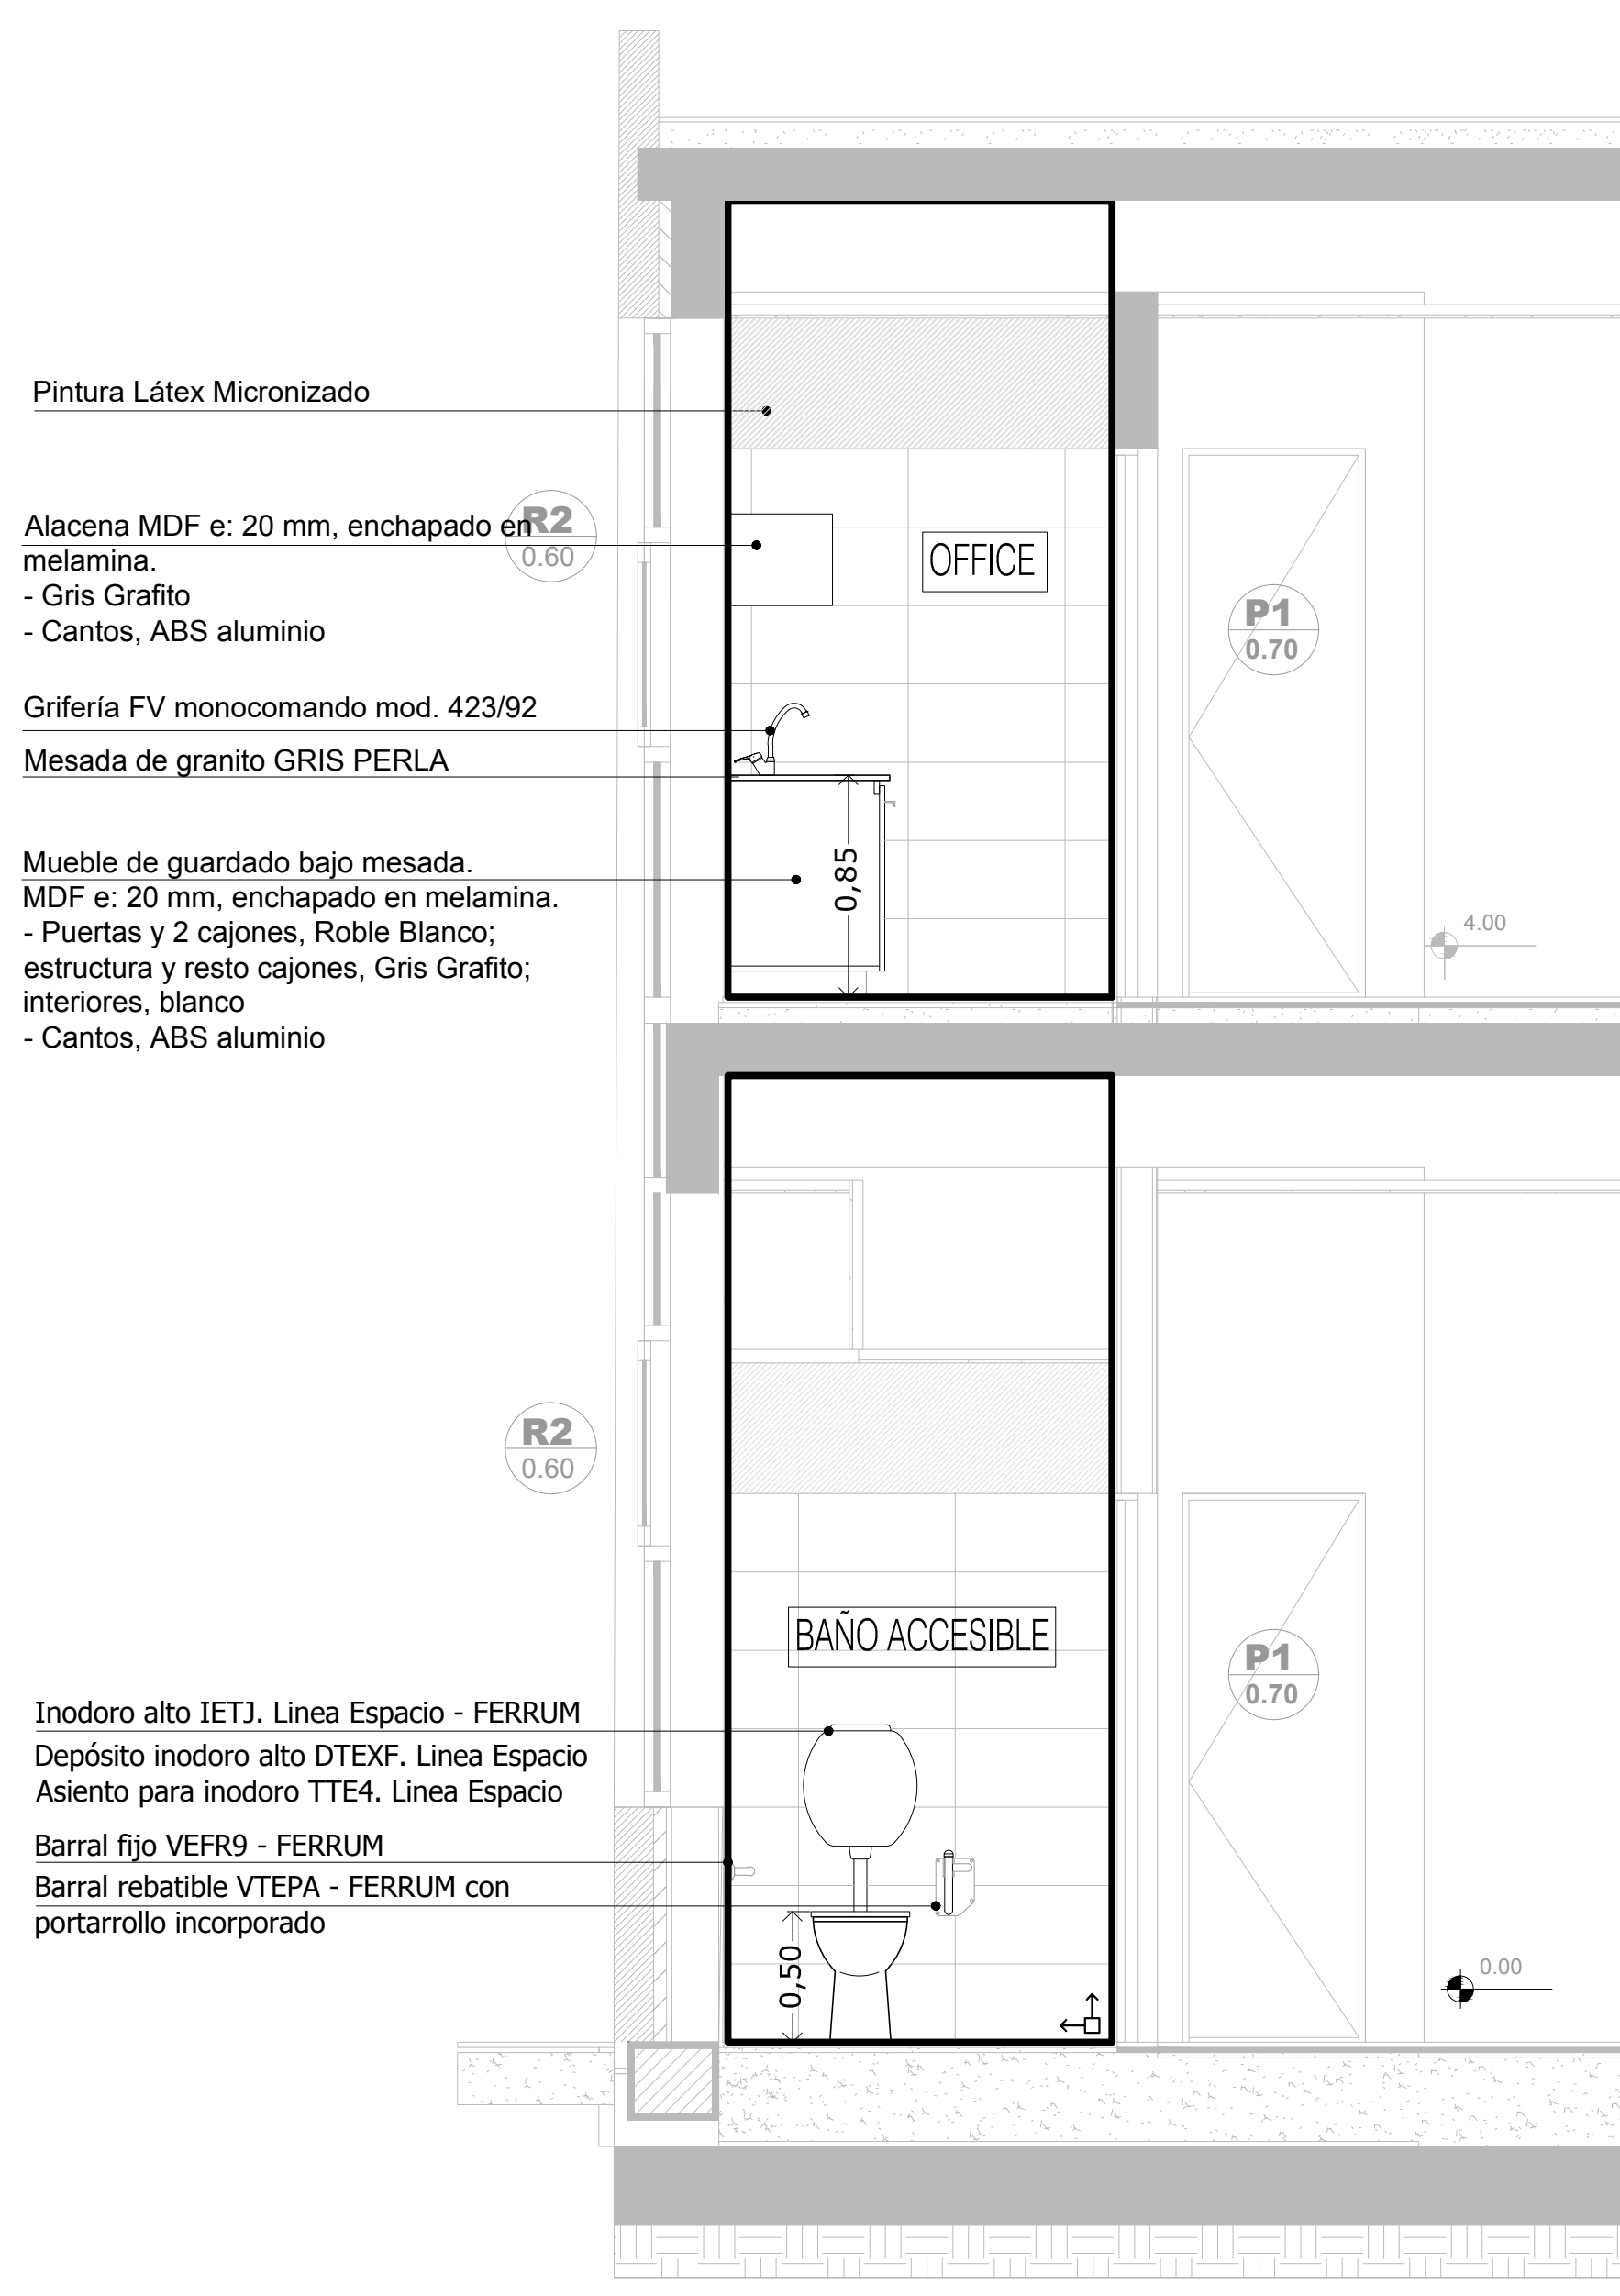 Pintura Látex Micronizado
Alacena MDF e: 20 mm, enchapado en
melamina.
- Gris Grafito
- Cantos, ABS aluminio
R2
0.60
OFFICE
P1
0.70
Grifería FV monocomando mod. 423/92
Mesada de granito GRIS PERLA
Mueble de guardado bajo mesada.
MDF e: 20 mm, enchapado en melamina.
- Puertas y 2 cajones, Roble Blanco;
estructura y resto cajones, Gris Grafito;
interiores, blanco
- Cantos, ABS aluminio
0,85
4.00
R2
0.60
BAÑO ACCESIBLE
P1
0.70
Inodoro alto IETJ. Linea Espacio - FERRUM
Depósito inodoro alto DTEXF. Linea Espacio
Asiento para inodoro TTE4. Linea Espacio
Barral fijo VEFR9 - FERRUM
Barral rebatible VTEPA - FERRUM con
portarrollo incorporado
0,50
0.00